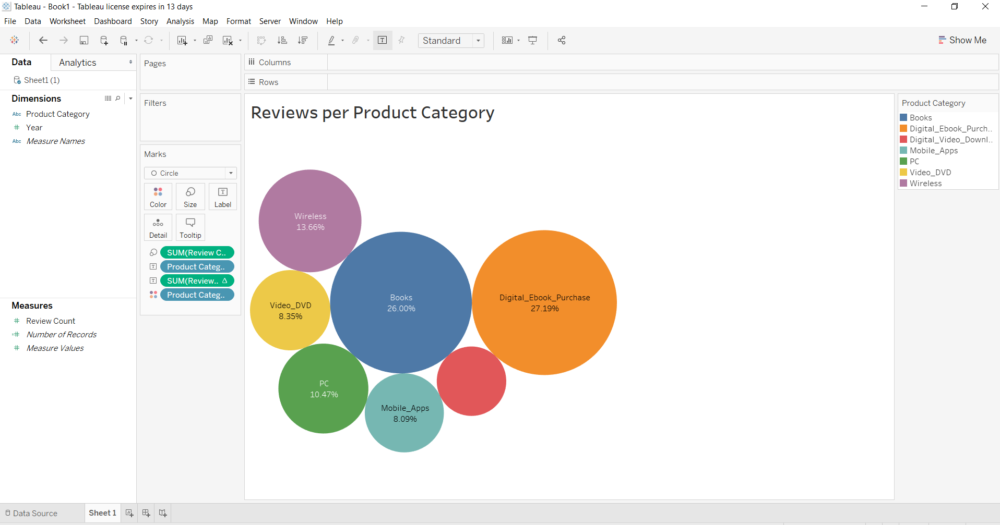 Tableau - Book1 - Tableau license expires in 13 days
File Data Worksheet Dashboard Story Analysis Map Format Server Window Help
Standard
Show Me
Data
Analytics
Sheet1 (1)
Dimensions
Abc Product Category
# Year
Abc Measure Names
Measures
# Review Count
=# Number of Records
# Measure Values
Pages
Filters
Marks
Circle
Color
Size
T
Label
Detail
Tooltip
SUM(Review C..
T Product Categ..
T SUM(Review.. Δ
Product Categ..
Columns
Rows
Reviews per Product Category
Wireless
13.66%
Books
26.00%
Digital_Ebook_Purchase
27.19%
Video_DVD
8.35%
PC
10.47%
Mobile_Apps
8.09%
Product Category
Books
Digital_Ebook_Purch..
Digital_Video_Downl..
Mobile_Apps
PC
Video_DVD
Wireless
Data Source
Sheet 1